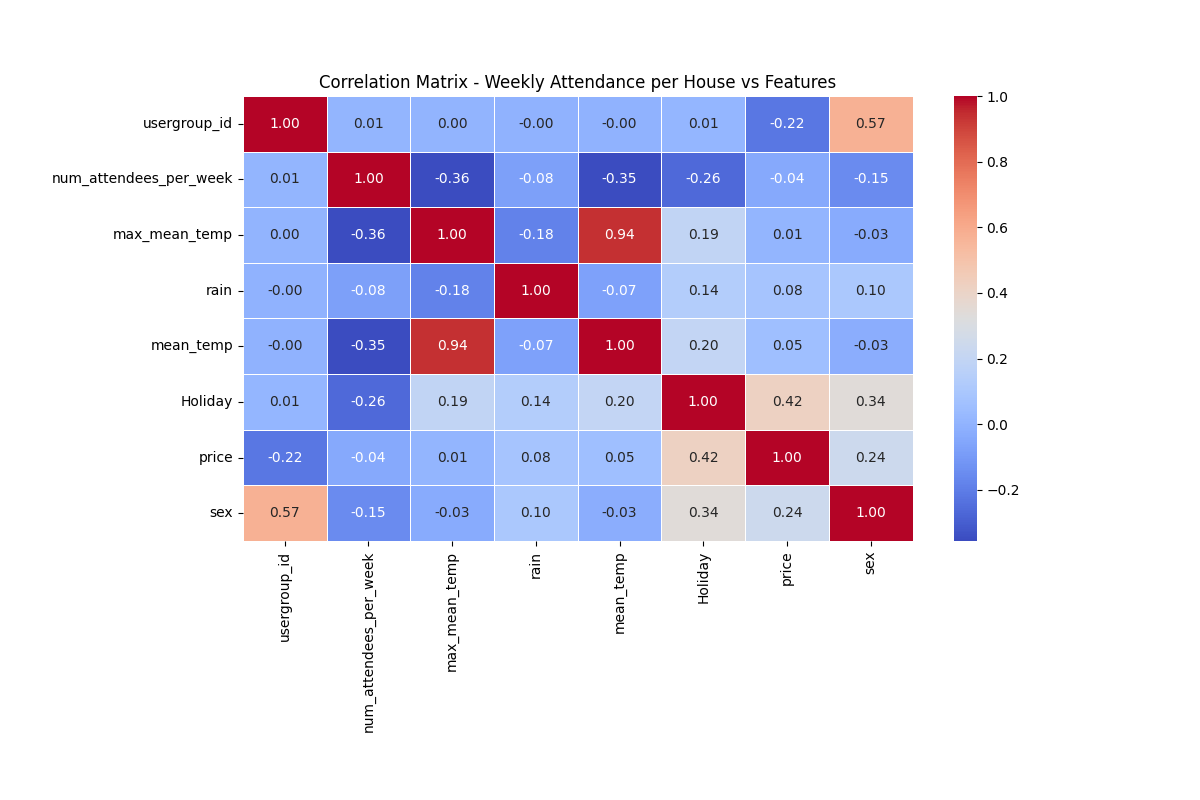 Correlation Matrix - Weekly Attendance per House vs Features
usergroup_id 1.00 0.01 0.00 -0.00 -0.00 0.01 -0.22 0.57
num_attendees_per_week 0.01 1.00 -0.36 -0.08 -0.35 -0.26 -0.04 -0.15
max_mean_temp 0.00 -0.36 1.00 -0.18 0.94 0.19 0.01 -0.03
rain -0.00 -0.08 -0.18 1.00 -0.07 0.14 0.08 0.10
mean_temp -0.00 -0.35 0.94 -0.07 1.00 0.20 0.05 -0.03
Holiday 0.01 -0.26 0.19 0.14 0.20 1.00 0.42 0.34
price -0.22 -0.04 0.01 0.08 0.05 0.42 1.00 0.24
sex 0.57 -0.15 -0.03 0.10 -0.03 0.34 0.24 1.00
usergroup_id
num_attendees_per_week
max_mean_temp
rain
mean_temp
Holiday
price
sex
1.0
0.8
0.6
0.4
0.2
0.0
−0.2